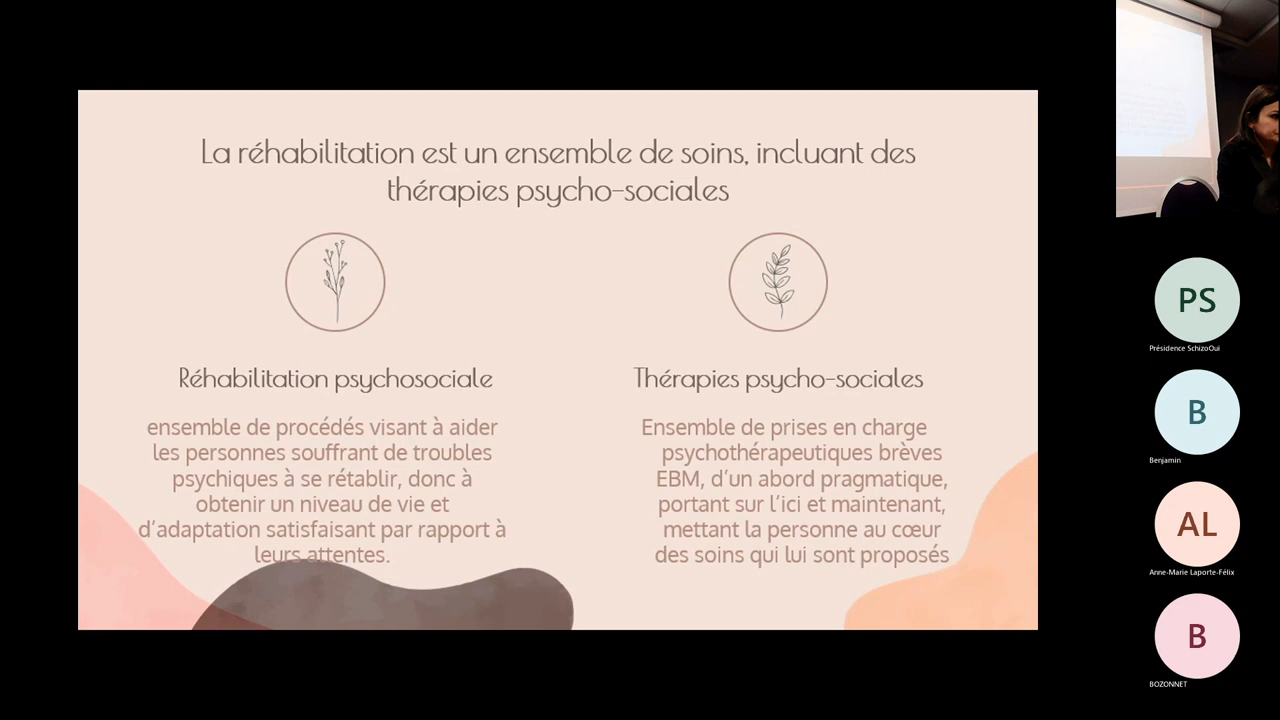 La réhabilitation est un ensemble de soins, incluant des
thérapies psycho-sociales
Réhabilitation psychosociale
ensemble de procédés visant à aider
les personnes souffrant de troubles
psychiques à se rétablir, donc à
obtenir un niveau de vie et
d'adaptation satisfaisant par rapport à
leurs attentes.
Thérapies psycho-sociales
Ensemble de prises en charge
psychothérapeutiques brèves
EBM, d'un abord pragmatique,
portant sur l'ici et maintenant,
mettant la personne au cœur
des soins qui lui sont proposés
PS
Présidence SchizoOui
B
Benjamin
AL
Anne-Marie Laporte-Félix
B
BOZONNET